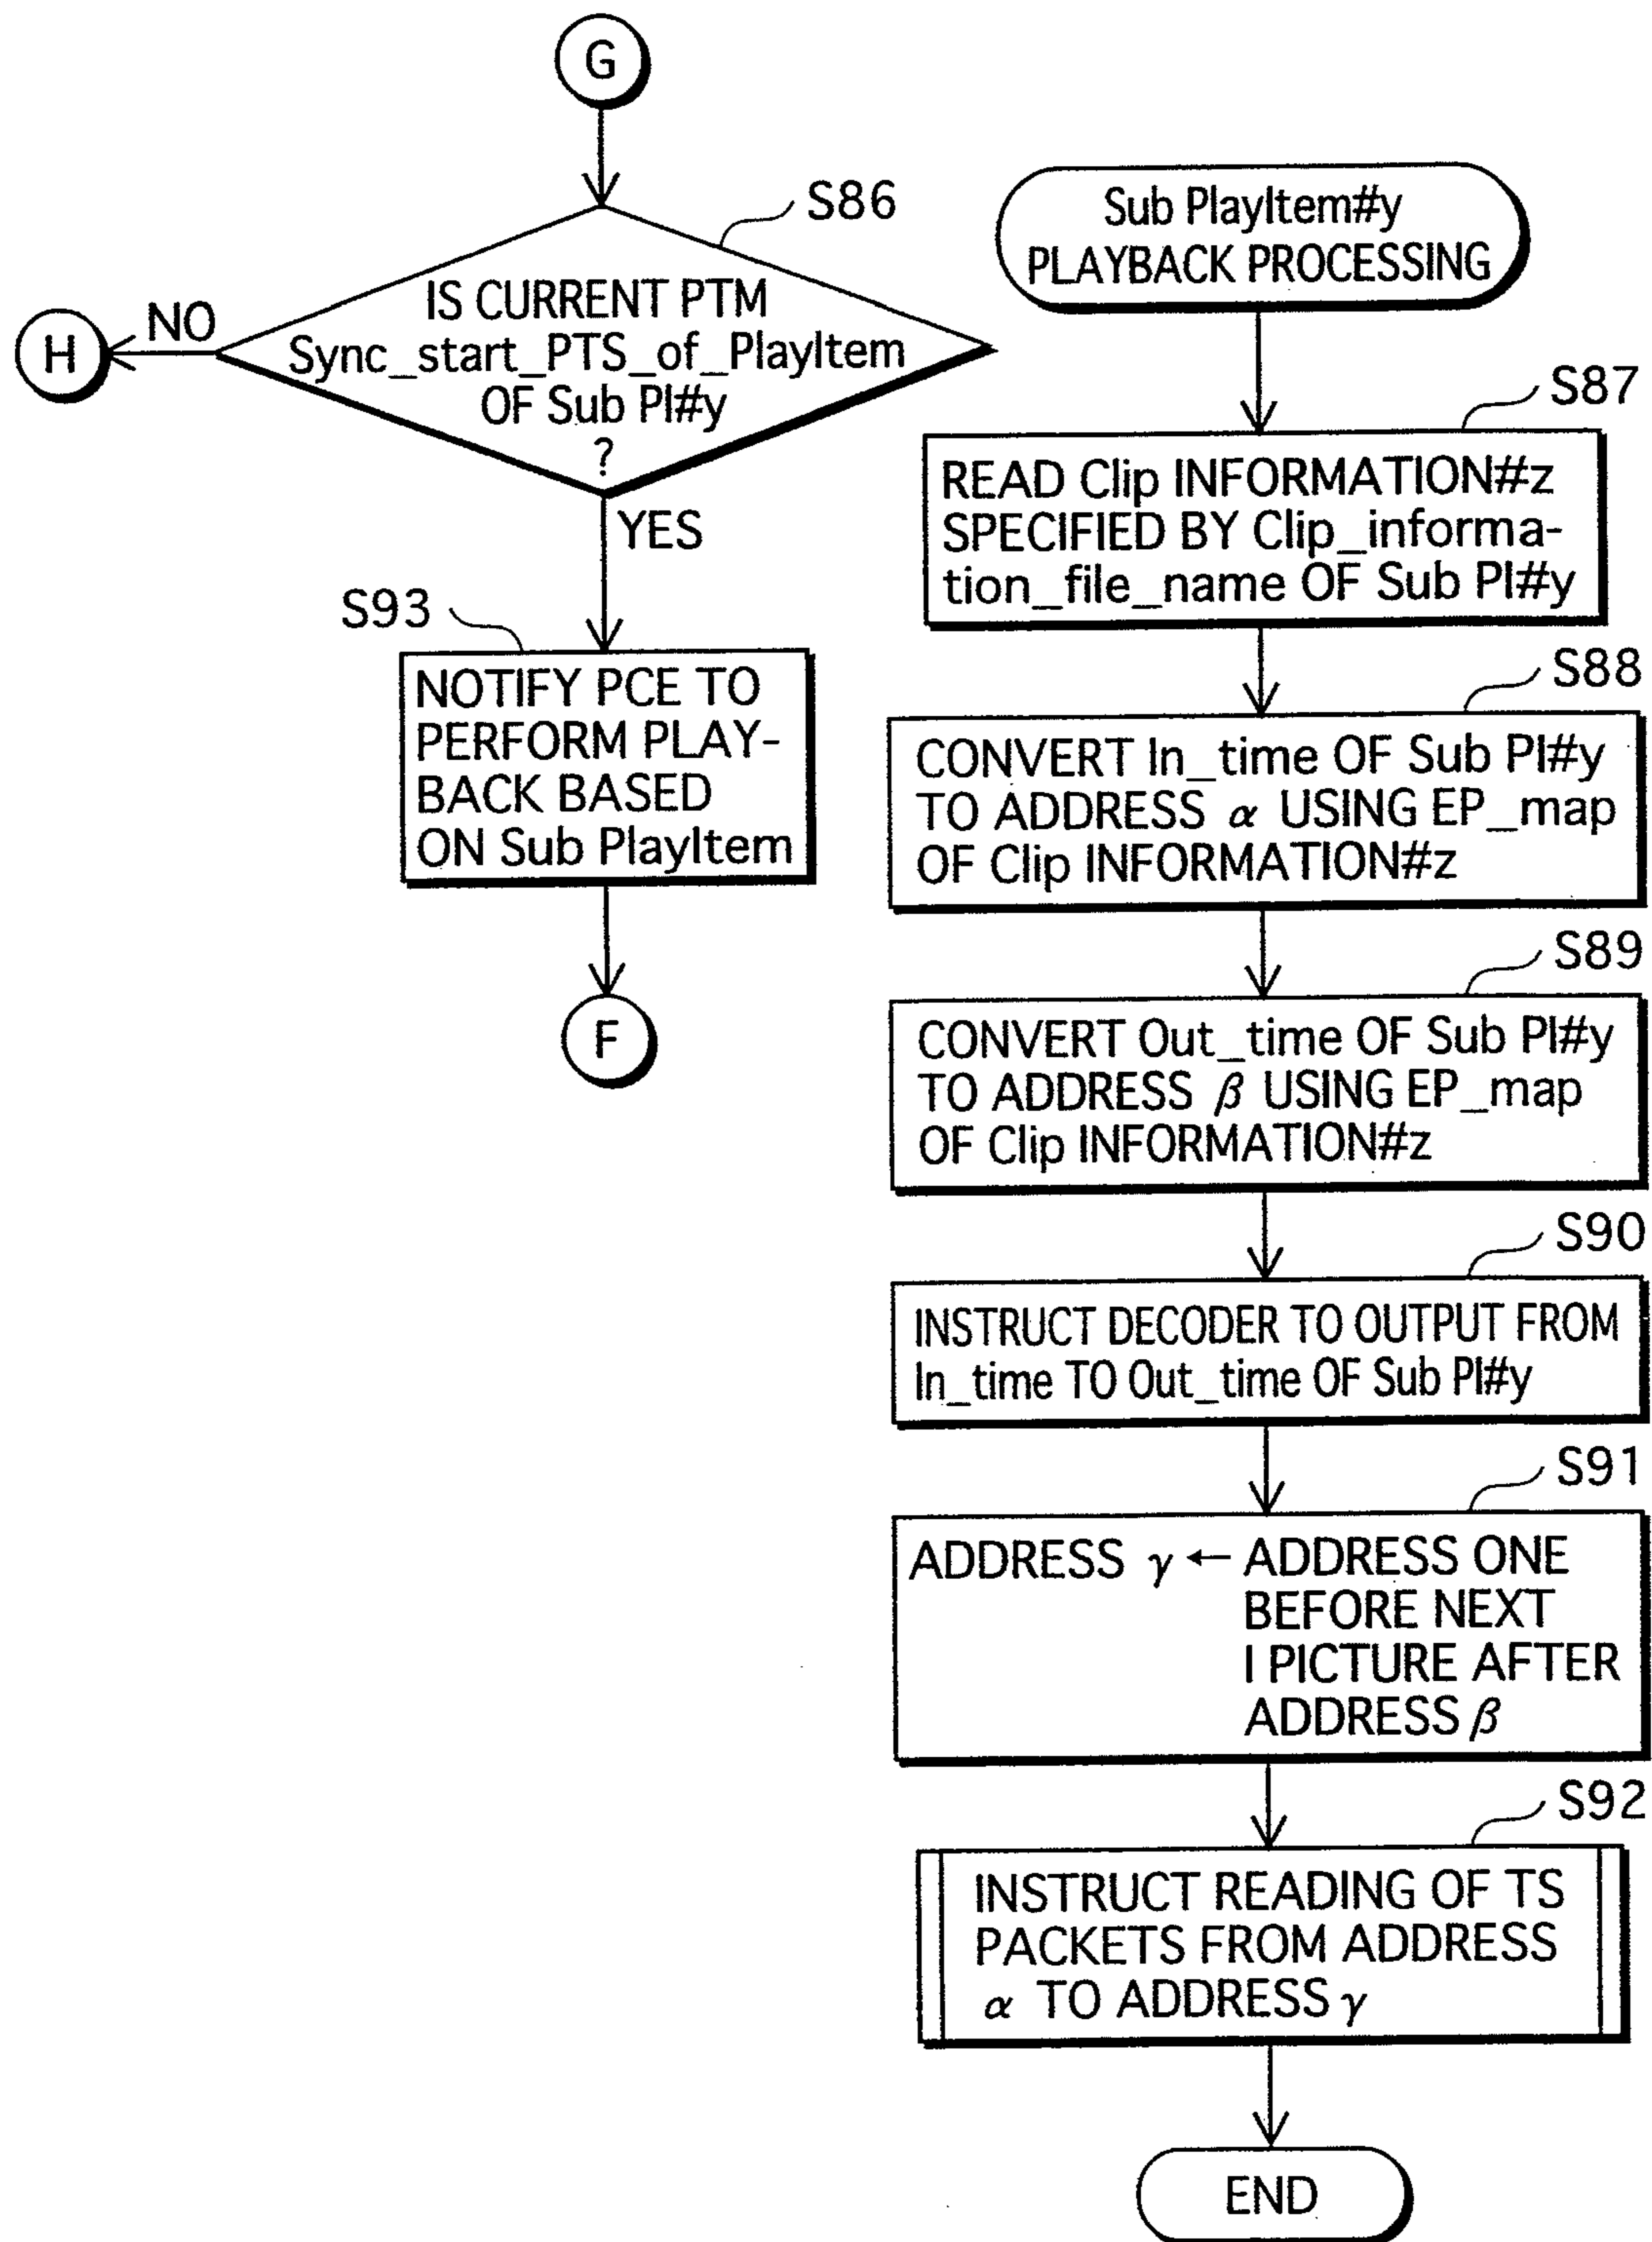 G
S86
IS CURRENT PTM
Sync_start_PTS_of_PlayItem
OF Sub PI#y
?
NO
H
YES
S93
NOTIFY PCE TO
PERFORM PLAY-
BACK BASED
ON Sub PlayItem
F
Sub PlayItem#y
PLAYBACK PROCESSING
S87
READ Clip INFORMATION#z
SPECIFIED BY Clip_informa-
tion_file_name OF Sub PI#y
S88
CONVERT In_time OF Sub PI#y
TO ADDRESS α USING EP_map
OF Clip INFORMATION#z
S89
CONVERT Out_time OF Sub PI#y
TO ADDRESS β USING EP_map
OF Clip INFORMATION#z
S90
INSTRUCT DECODER TO OUTPUT FROM
In_time TO Out_time OF Sub PI#y
S91
ADDRESS γ ← ADDRESS ONE
BEFORE NEXT
I PICTURE AFTER
ADDRESS β
S92
INSTRUCT READING OF TS
PACKETS FROM ADDRESS
α TO ADDRESS γ
END